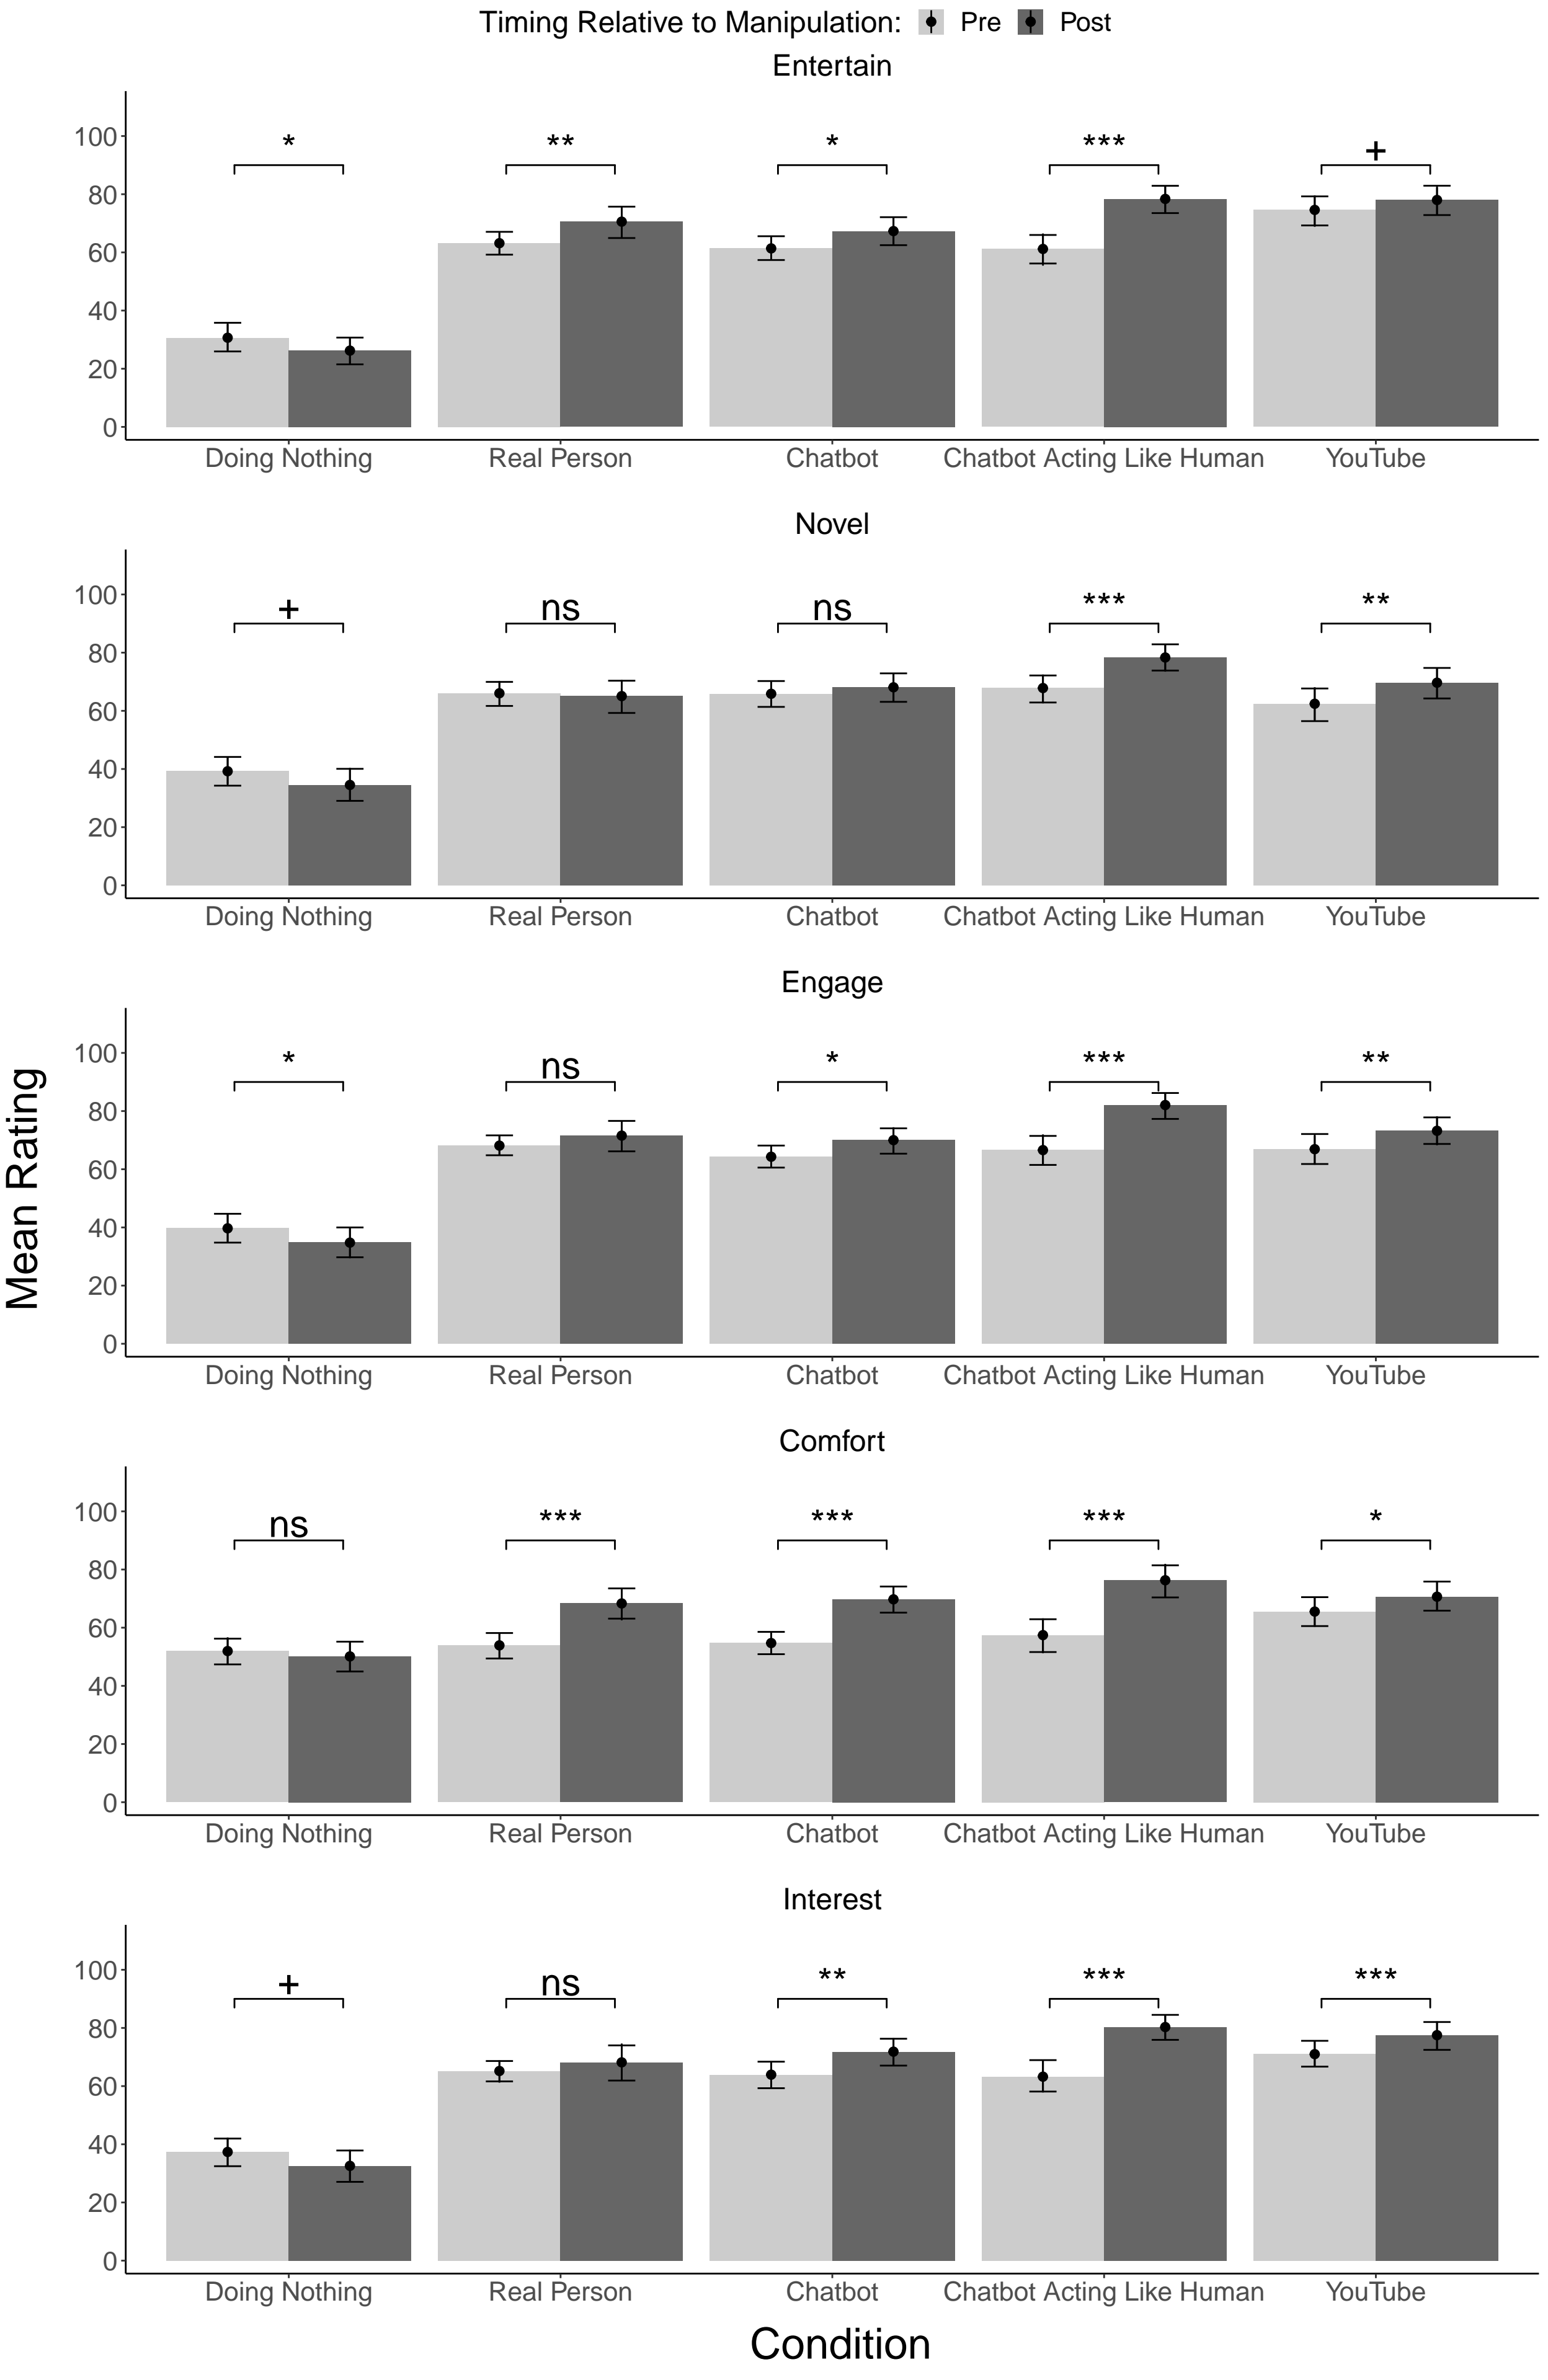 Timing Relative to Manipulation: Pre Post
Entertain
100
80
60
40
20
0
* ** * *** +
Doing Nothing Real Person Chatbot Chatbot Acting Like Human YouTube
Novel
100
80
60
40
20
0
+ ns ns *** **
Doing Nothing Real Person Chatbot Chatbot Acting Like Human YouTube
Engage
100
80
60
40
20
0
* ns * *** **
Doing Nothing Real Person Chatbot Chatbot Acting Like Human YouTube
Comfort
100
80
60
40
20
0
ns *** *** *** *
Doing Nothing Real Person Chatbot Chatbot Acting Like Human YouTube
Interest
100
80
60
40
20
0
+ ns ** *** ***
Doing Nothing Real Person Chatbot Chatbot Acting Like Human YouTube
Mean Rating
Condition